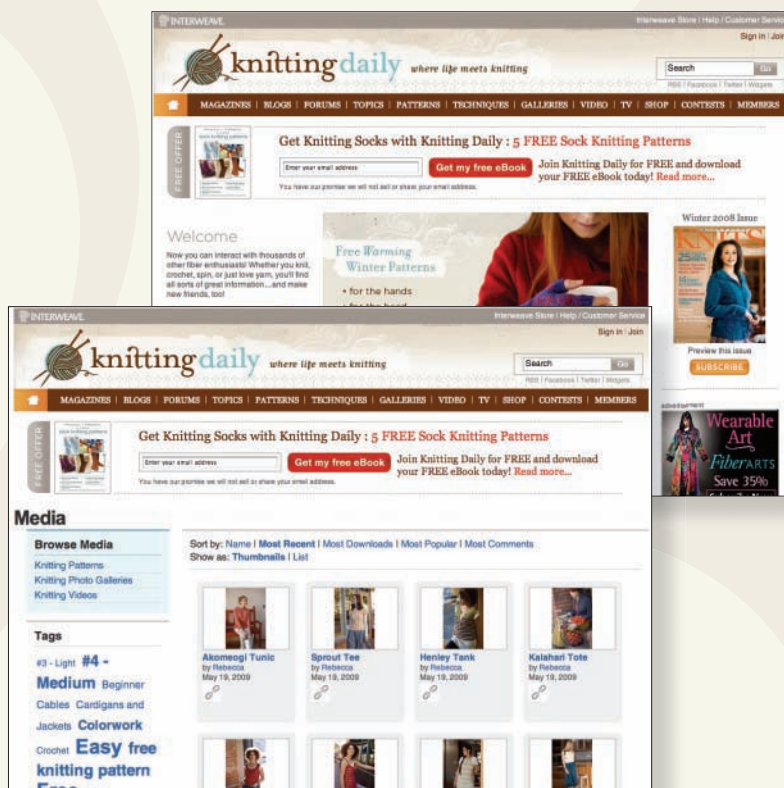 INTERWEAVE
Interweave Store | Help / Customer Service
Sign in | Join
knitting daily where life meets knitting
Search Go
RSS | Facebook | Twitter | Widgets
MAGAZINES | BLOGS | FORUMS | TOPICS | PATTERNS | TECHNIQUES | GALLERIES | VIDEO | TV | SHOP | CONTESTS | MEMBERS
FREE OFFER
Get Knitting Socks with Knitting Daily : 5 FREE Sock Knitting Patterns
Enter your email address
Get my free eBook
Join Knitting Daily for FREE and download
your FREE eBook today! Read more...
You have our promise we will not sell or share your email address.
Welcome
Now you can interact with thousands of
other fiber enthusiasts! Whether you knit,
crochet, spin, or just love yarn, you'll find
all sorts of great information....and make
new friends, too!
Free Warming
Winter Patterns
• for the hands
Winter 2008 Issue
KNITS
Preview this issue
SUBSCRIBE
advertisement
Wearable
Art
FIBERARTS
Save 35%
INTERWEAVE
Interweave Store | Help / Customer Service
Sign in | Join
knitting daily where life meets knitting
Search Go
RSS | Facebook | Twitter | Widgets
MAGAZINES | BLOGS | FORUMS | TOPICS | PATTERNS | TECHNIQUES | GALLERIES | VIDEO | TV | SHOP | CONTESTS | MEMBERS
FREE OFFER
Get Knitting Socks with Knitting Daily : 5 FREE Sock Knitting Patterns
Enter your email address
Get my free eBook
Join Knitting Daily for FREE and download
your FREE eBook today! Read more...
You have our promise we will not sell or share your email address.
Media
Browse Media
Knitting Patterns
Knitting Photo Galleries
Knitting Videos
Tags
#3 - Light #4 -
Medium Beginner
Cables Cardigans and
Jackets Colorwork
Crochet Easy free
knitting pattern
Free
Sort by: Name | Most Recent | Most Downloads | Most Popular | Most Comments
Show as: Thumbnails | List
Akomeogi Tunic
by Rebecca
May 19, 2009
Sprout Tee
by Rebecca
May 19, 2009
Henley Tank
by Rebecca
May 19, 2009
Kalahari Tote
by Rebecca
May 19, 2009